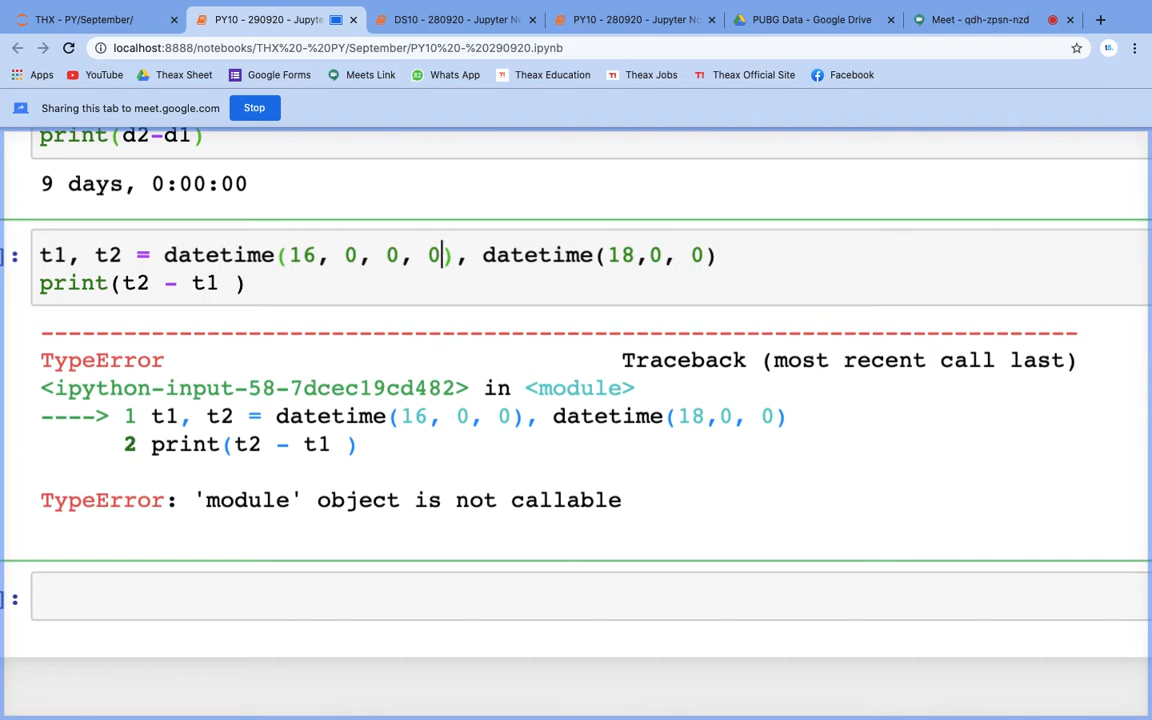 THX - PY/September/
PY10 - 290920 - Jupyte
DS10 - 280920 - Jupyter No
PY10 - 280920 - Jupyter No
PUBG Data - Google Drive
Meet - qdh-zpsn-nzd
localhost:8888/notebooks/THX%20-%20PY/September/PY10%20-%20290920.ipynb
Apps YouTube Theax Sheet Google Forms Meets Link Whats App Theax Education Theax Jobs Theax Official Site Facebook
Sharing this tab to meet.google.com Stop
print(d2-d1)
9 days, 0:00:00
]: t1, t2 = datetime(16, 0, 0, 0), datetime(18,0, 0)
print(t2 - t1 )
---------------------------------------------------------------------------
TypeError Traceback (most recent call last)
<ipython-input-58-7dcec19cd482> in <module>
----> 1 t1, t2 = datetime(16, 0, 0), datetime(18,0, 0)
2 print(t2 - t1 )
TypeError: 'module' object is not callable
]: